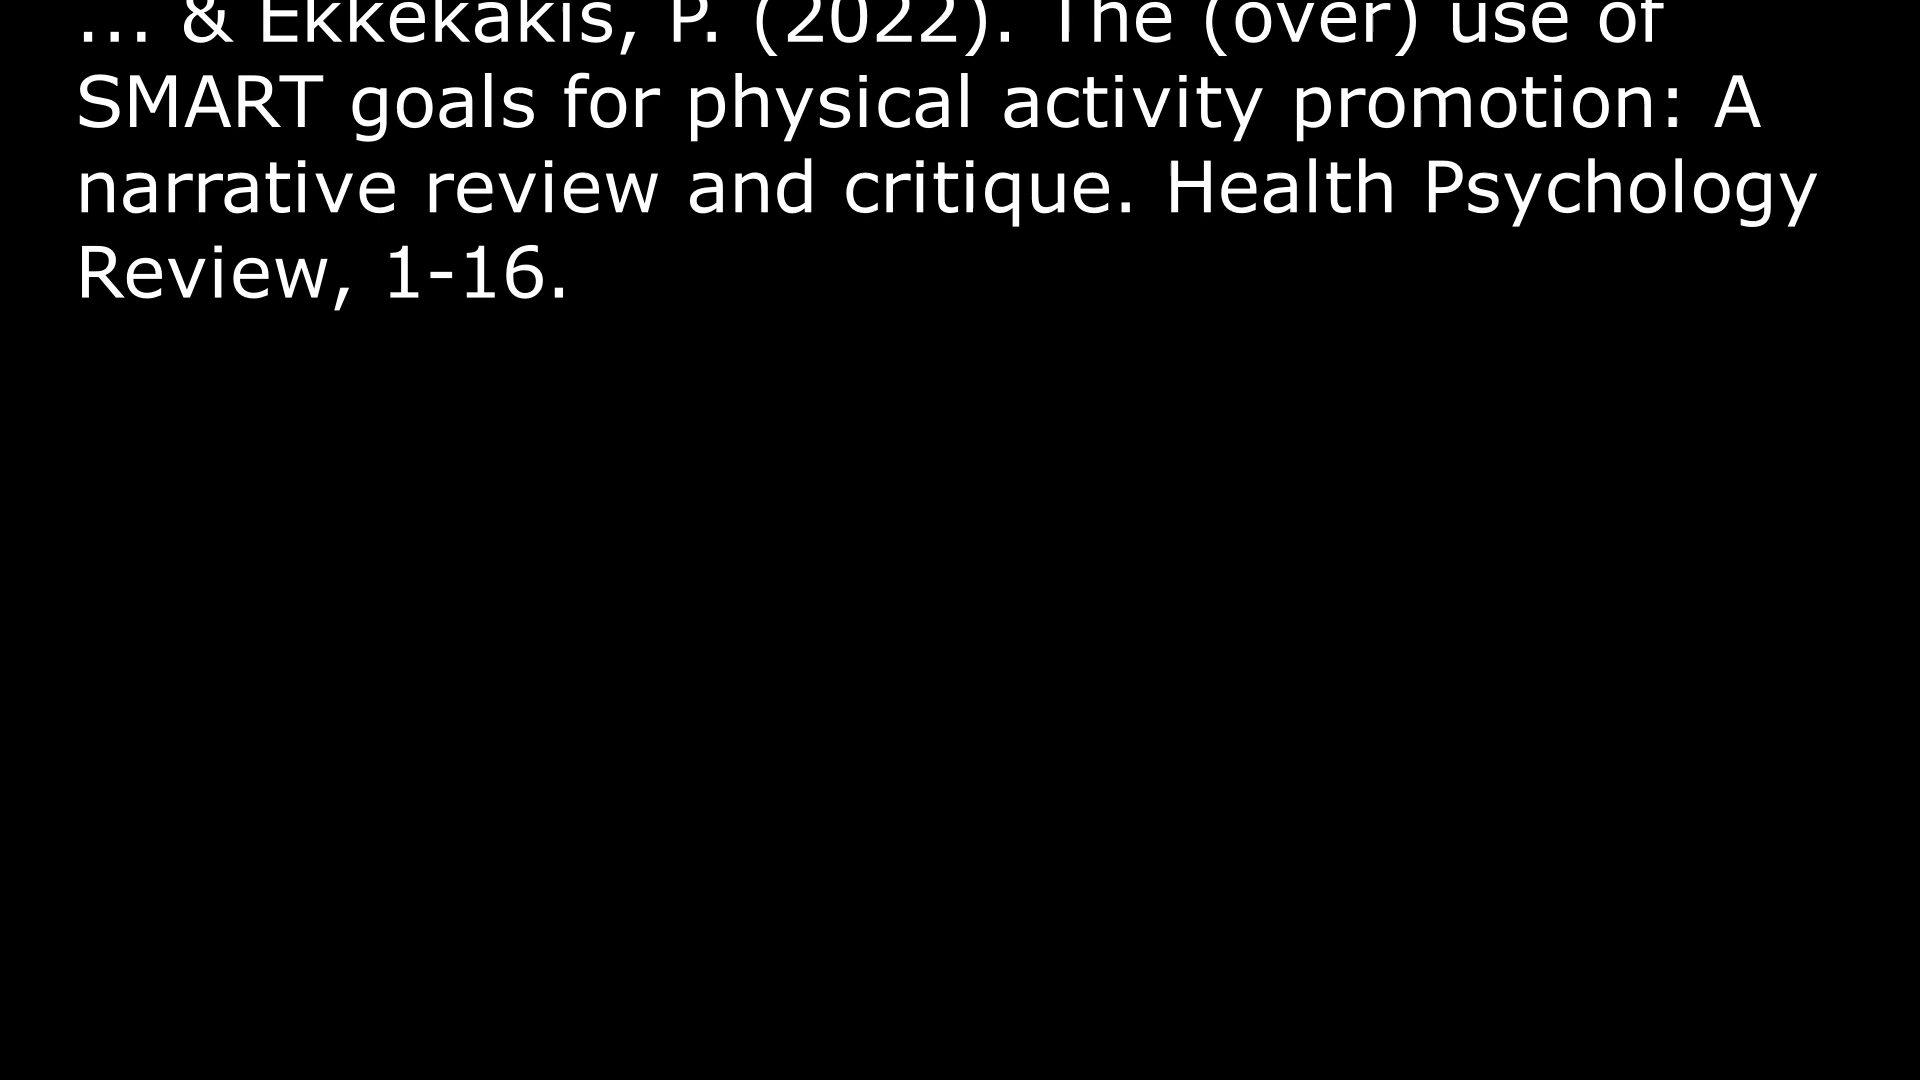 ... & Ekkekakis, P. (2022). The (over) use of
SMART goals for physical activity promotion: A
narrative review and critique. Health Psychology
Review, 1-16.